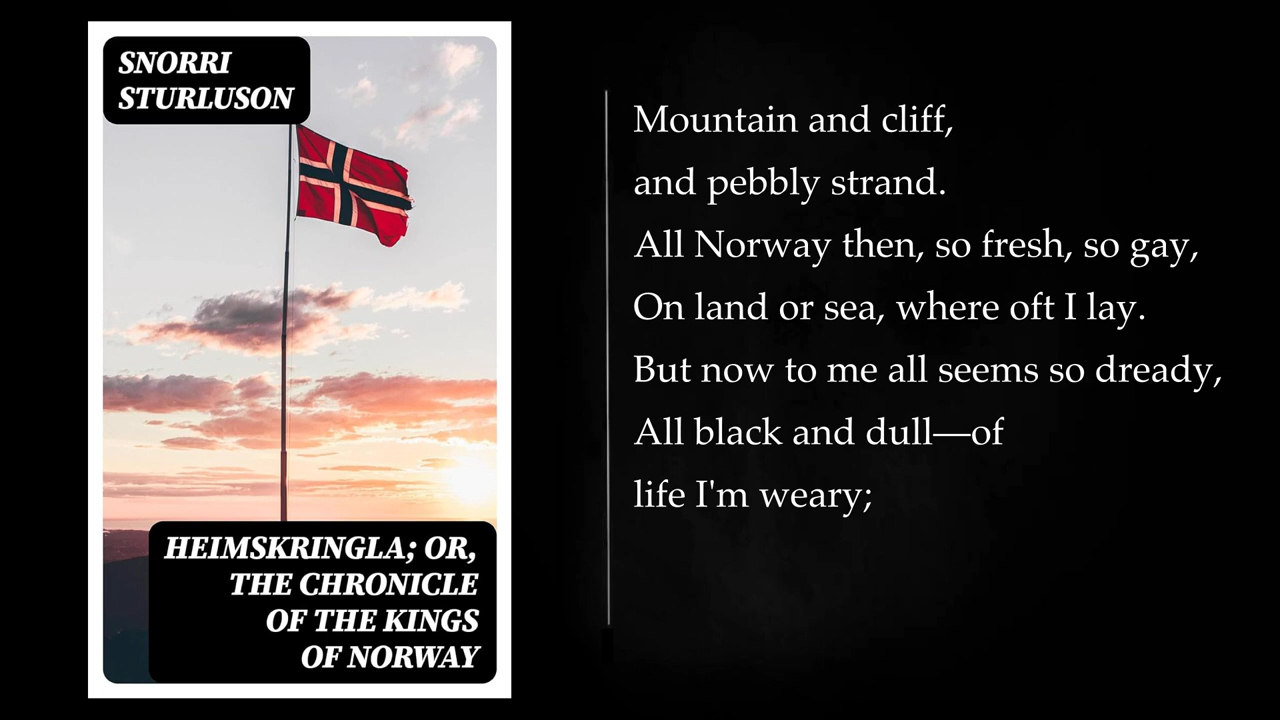 SNORRI
STURLUSON
HEIMSKRINGLA; OR,
THE CHRONICLE
OF THE KINGS
OF NORWAY
Mountain and cliff,
and pebbly strand.
All Norway then, so fresh, so gay,
On land or sea, where oft I lay.
But now to me all seems so dready,
All black and dull—of
life I'm weary;